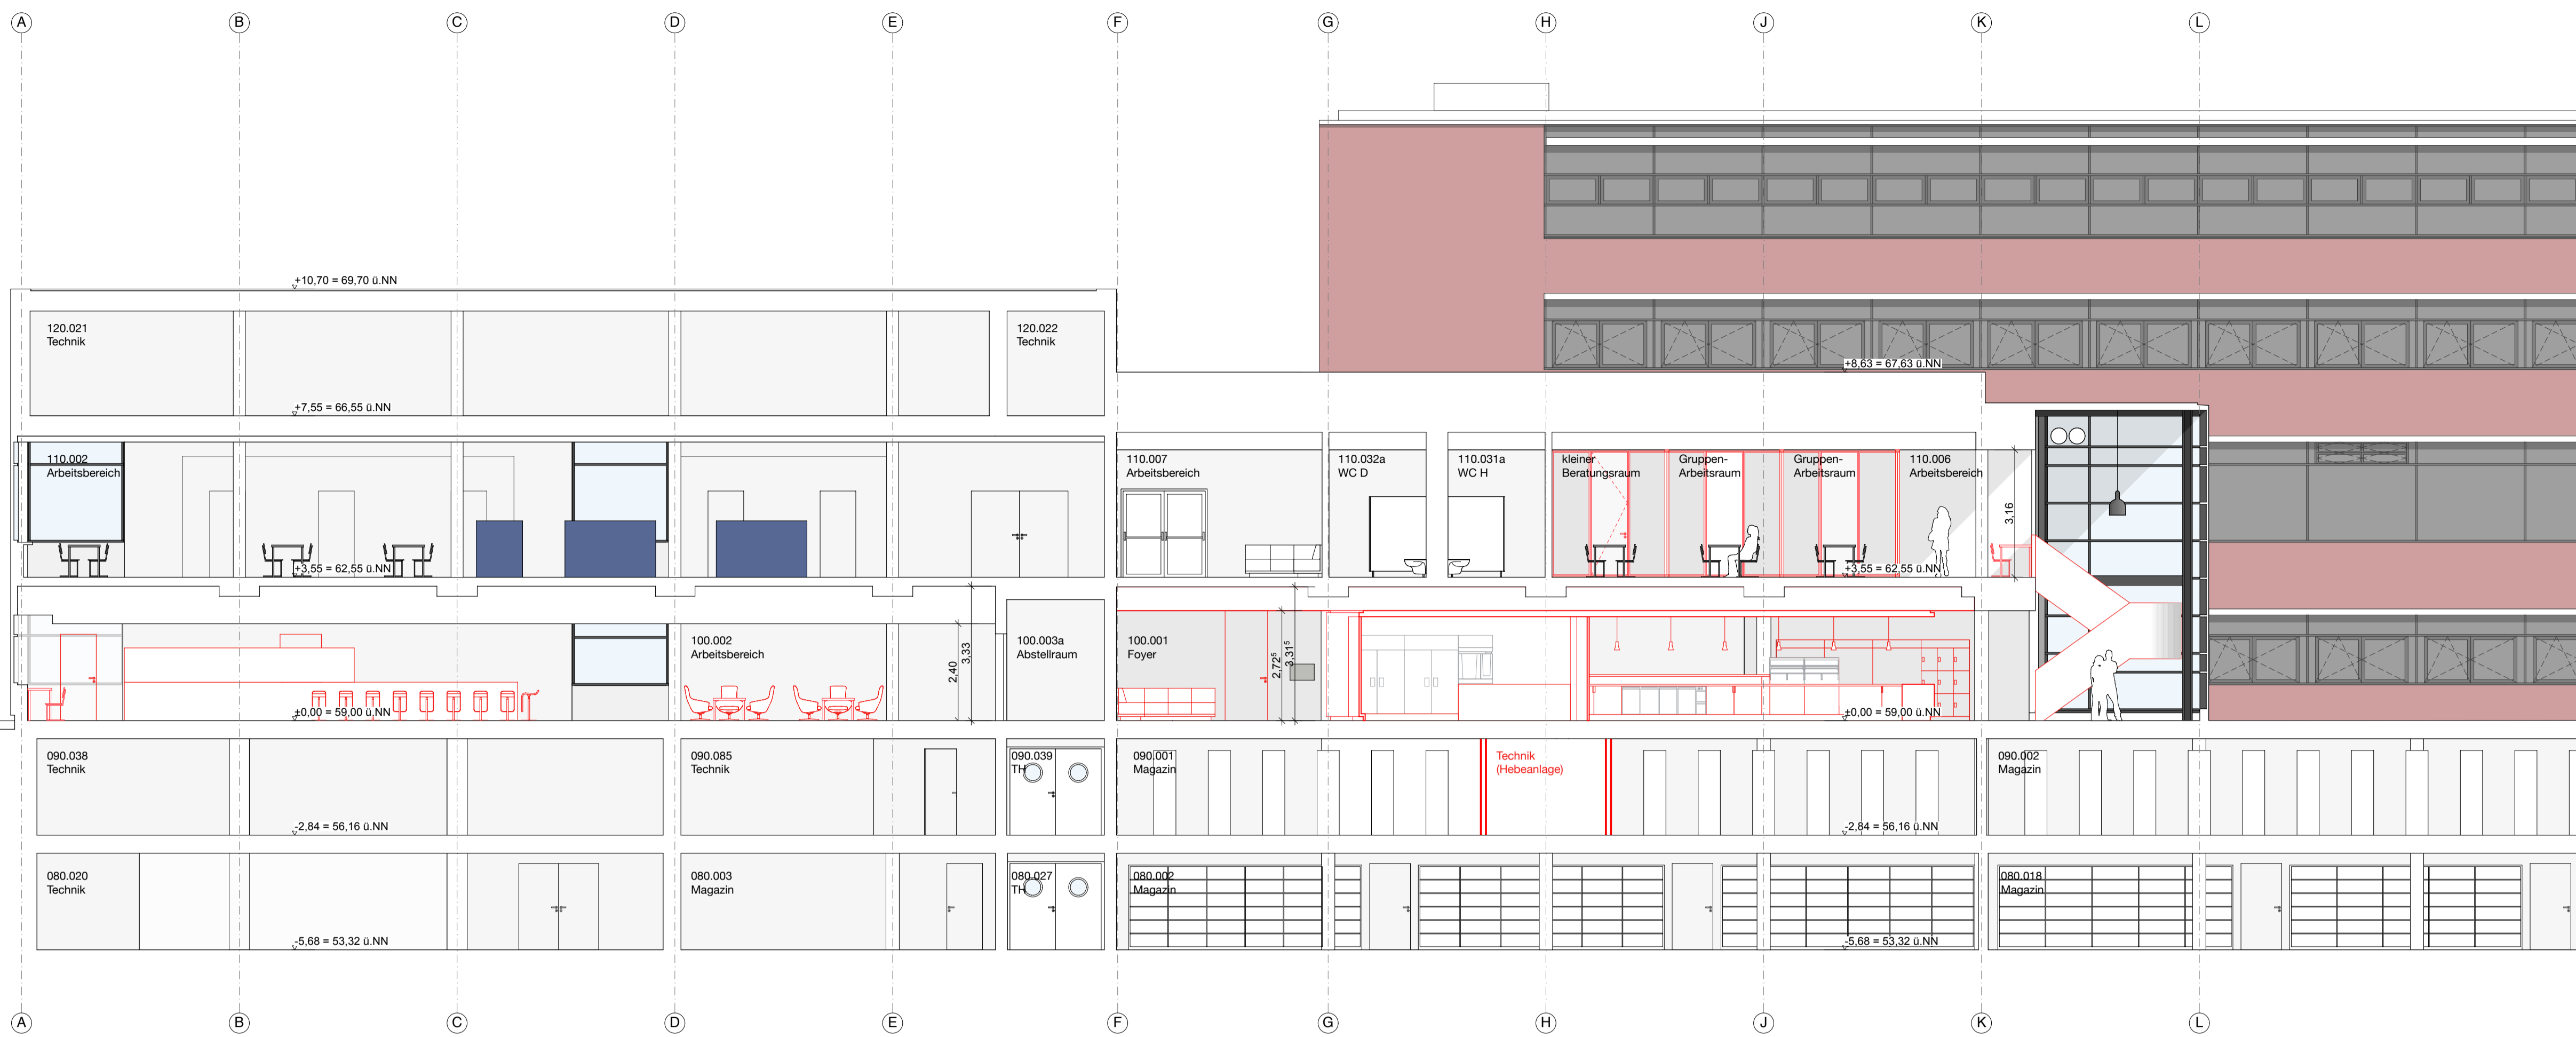 A B C D E F G H J K L
+10,70 = 69,70 ü.NN
120.021
Technik
120.022
Technik
+8,63 = 67,63 ü.NN
+7,55 = 66,55 ü.NN
110.002
Arbeitsbereich
110.007
Arbeitsbereich
110.032a
WC D
110.031a
WC H
kleiner
Beratungsraum
Gruppen-
Arbeitsraum
Gruppen-
Arbeitsraum
110.006
Arbeitsbereich
3,16
+3,55 = 62,55 ü.NN
+3,55 = 62,55 ü.NN
100.002
Arbeitsbereich
2,40
3,33
100.003a
Abstellraum
100.001
Foyer
2,72⁵
3,31⁵
±0,00 = 59,00 ü.NN
±0,00 = 59,00 ü.NN
090.038
Technik
090.085
Technik
090.039
TH
090.001
Magazin
Technik
(Hebeanlage)
090.002
Magazin
-2,84 = 56,16 ü.NN
-2,84 = 56,16 ü.NN
080.020
Technik
080.003
Magazin
080.027
TH
080.002
Magazin
080.018
Magazin
-5,68 = 53,32 ü.NN
-5,68 = 53,32 ü.NN
A B C D E F G H J K L